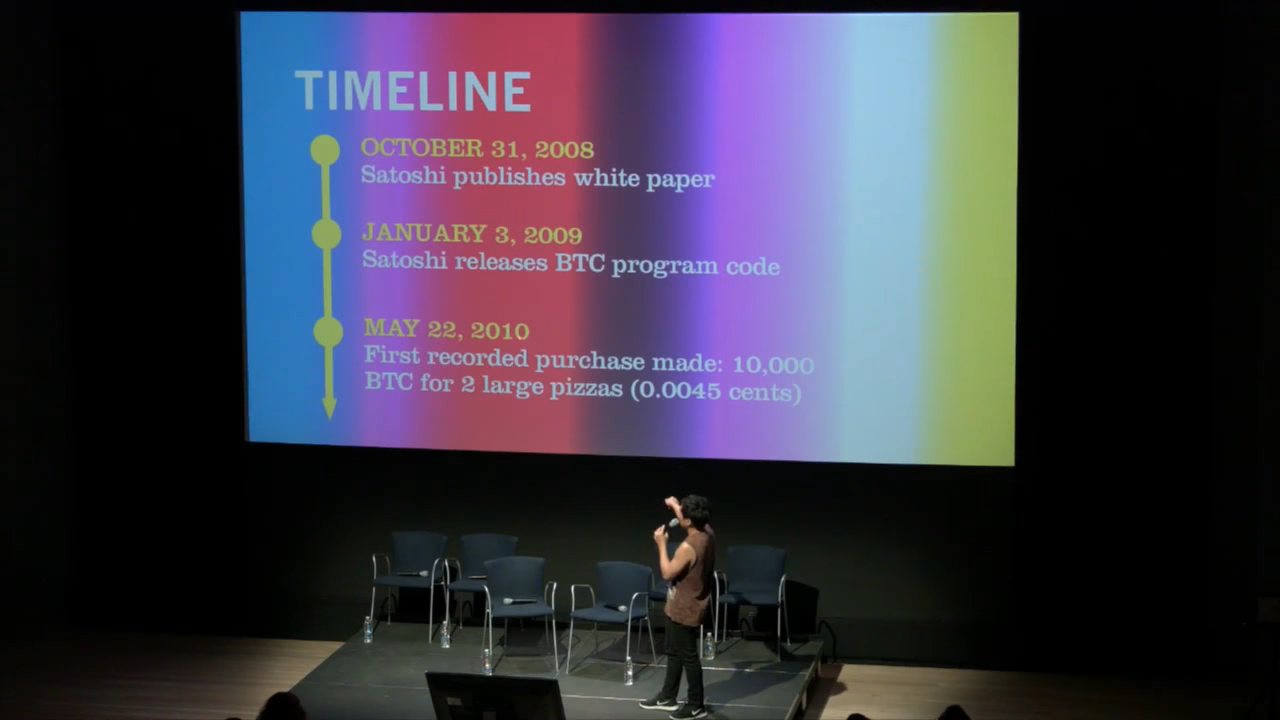 TIMELINE
OCTOBER 31, 2008
Satoshi publishes white paper
JANUARY 3, 2009
Satoshi releases BTC program code
MAY 22, 2010
First recorded purchase made: 10,000
BTC for 2 large pizzas (0.0045 cents)